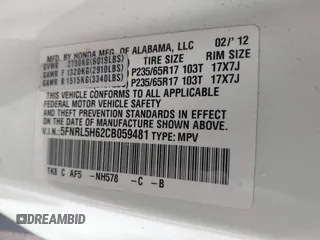 MFD. BY HONDA MFG. OF ALABAMA, LLC 02/'12
GVWR 2730KG(6019LBS) TIRE SIZE RIM SIZE
GAWR F 1320KG(2910LBS) P235/65R17 103T 17X7J
GAWR R 1515KG(3340LBS) P235/65R17 103T 17X7J
THIS VEHICLE CONFORMS TO ALL APPLICABLE
FEDERAL MOTOR VEHICLE SAFETY AND
THEFT PREVENTION STANDARDS IN EFFECT ON
THE DATE OF MANUFACTURE SHOWN ABOVE.
V.I.N.:5FNRL5H62CB059481 TYPE: MPV
TK8 C AF5 -NH578 -C -B
DREAMBID
DREAMBID.COM